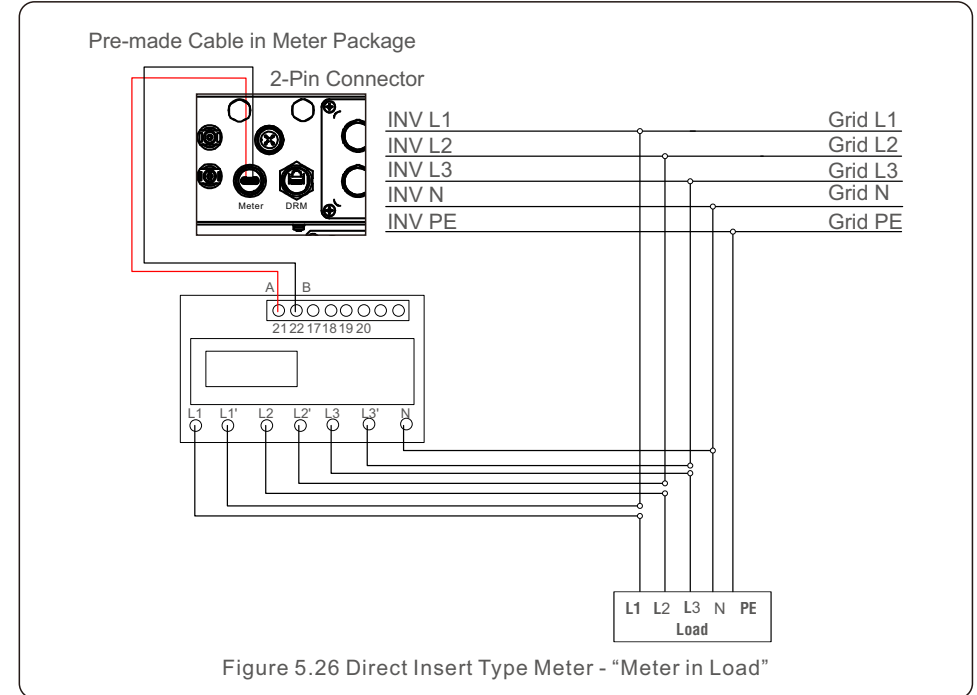 Pre-made Cable in Meter Package
2-Pin Connector
INV L1 Grid L1
INV L2 Grid L2
INV L3 Grid L3
INV N Grid N
INV PE Grid PE
Meter DRM
A B
21 22 17 18 19 20
L1 L1' L2 L2' L3 L3' N
L1 L2 L3 N PE
Load
Figure 5.26 Direct Insert Type Meter - “Meter in Load”